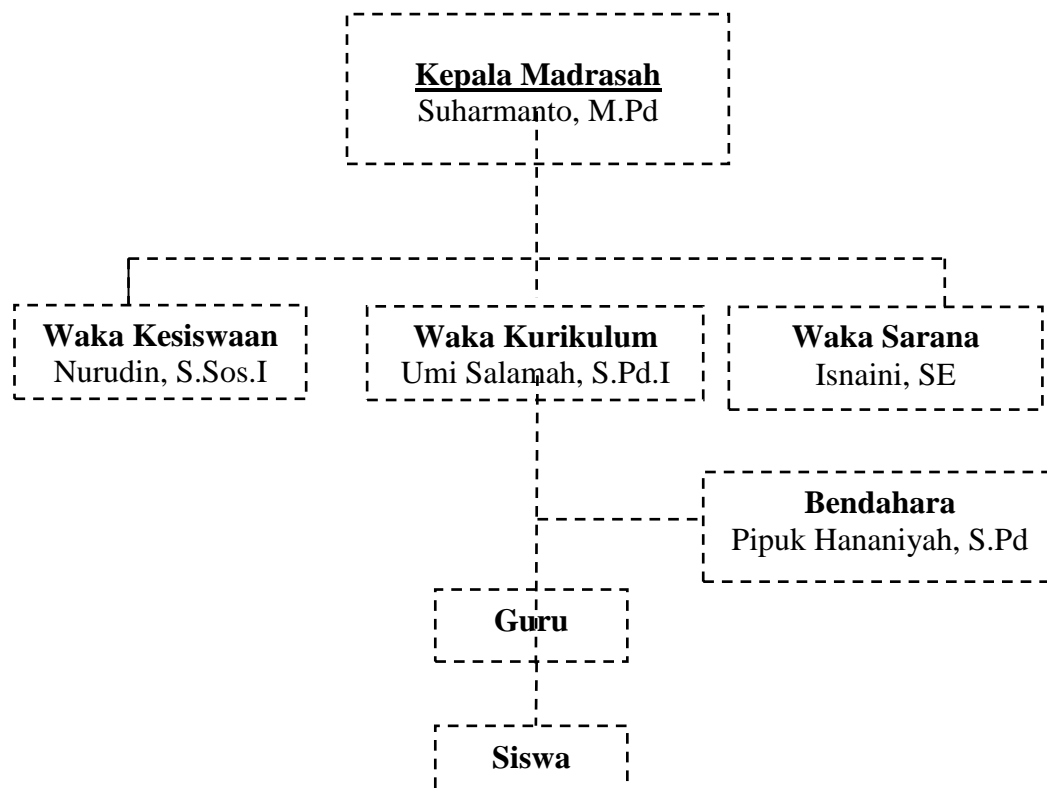 Kepala Madrasah
Suharmanto, M.Pd
Waka Kesiswaan
Nurudin, S.Sos.I
Waka Kurikulum
Umi Salamah, S.Pd.I
Waka Sarana
Isnaini, SE
Bendahara
Pipuk Hananiyah, S.Pd
Guru
Siswa